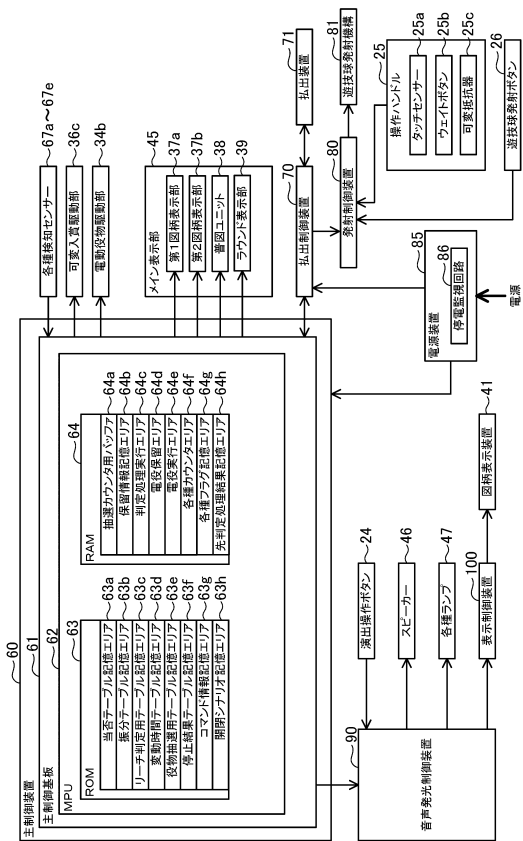 主制御装置
60
主制御基板
61
MPU
62
ROM
63
当否テーブル記憶エリア
63a
振分テーブル記憶エリア
63b
リーチ判定用テーブル記憶エリア
63c
変動時間テーブル記憶エリア
63d
役物抽選用テーブル記憶エリア
63e
停止結果テーブル記憶エリア
63f
コマンド情報記憶エリア
63g
開閉シナリオ記憶エリア
63h
RAM
64
抽選カウンタ用バッファ
64a
保留情報記憶エリア
64b
判定処理実行エリア
64c
電役保留エリア
64d
電役実行エリア
64e
各種カウンタエリア
64f
各種フラグ記憶エリア
64g
先判定処理結果記憶エリア
64h
各種検知センサー
67a～67e
可変入賞駆動部
36c
電動役物駆動部
34b
メイン表示部
45
第1図柄表示部
37a
第2図柄表示部
37b
普図ユニット
38
ラウンド表示部
39
払出制御装置
70
払出装置
71
発射制御装置
80
遊技球発射機構
81
操作ハンドル
25
タッチセンサー
25a
ウェイトボタン
25b
可変抵抗器
25c
遊技球発射ボタン
26
電源装置
85
停電監視回路
86
電源
音声発光制御装置
90
演出操作ボタン
24
スピーカー
46
各種ランプ
47
表示制御装置
100
図柄表示装置
41